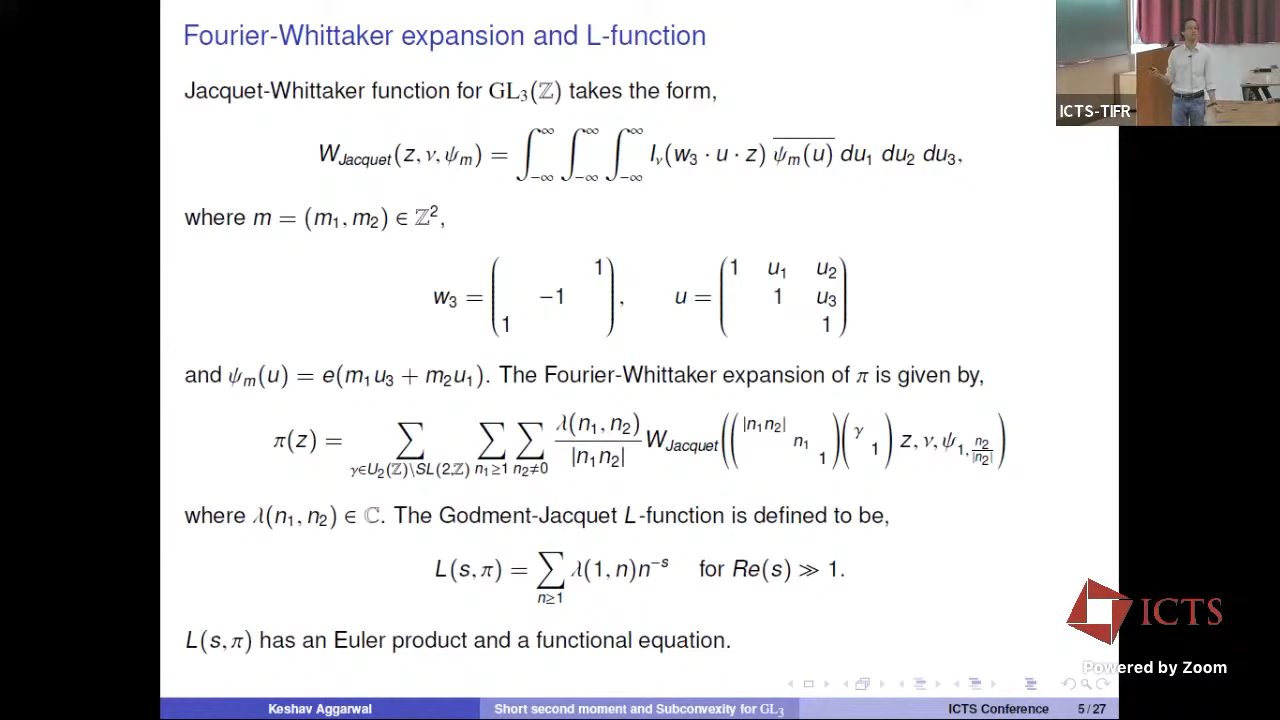 Fourier-Whittaker expansion and L-function
Jacquet-Whittaker function for GL₃(ℤ) takes the form,
W_Jacquet(z, ν, ψ_m) = ∫_{-∞}^{∞} ∫_{-∞}^{∞} ∫_{-∞}^{∞} I_ν(w₃ · u · z) \overline{ψ_m(u)} du₁ du₂ du₃,
where m = (m₁, m₂) ∈ ℤ²,
w₃ = ( 1 ; −1 ; 1 ), u = ( 1 u₁ u₂ ; 1 u₃ ; 1 )
and ψ_m(u) = e(m₁u₃ + m₂u₁). The Fourier-Whittaker expansion of π is given by,
π(z) = ∑_{γ∈U₂(ℤ)\SL(2,ℤ)} ∑_{n₁≥1} ∑_{n₂≠0} \frac{λ(n₁, n₂)}{|n₁n₂|} W_Jacquet( ( |n₁n₂| ; n₁ ; 1 ) ( γ ; 1 ) z, ν, ψ_{1, \frac{n₂}{|n₂|}} )
where λ(n₁, n₂) ∈ ℂ. The Godment-Jacquet L-function is defined to be,
L(s, π) = ∑_{n≥1} λ(1, n)n^{−s} for Re(s) ≫ 1.
L(s, π) has an Euler product and a functional equation.
ICTS-TIFR
ICTS
Powered by Zoom
Keshav Aggarwal Short second moment and Subconvexity for GL₃ ICTS Conference 5 / 27